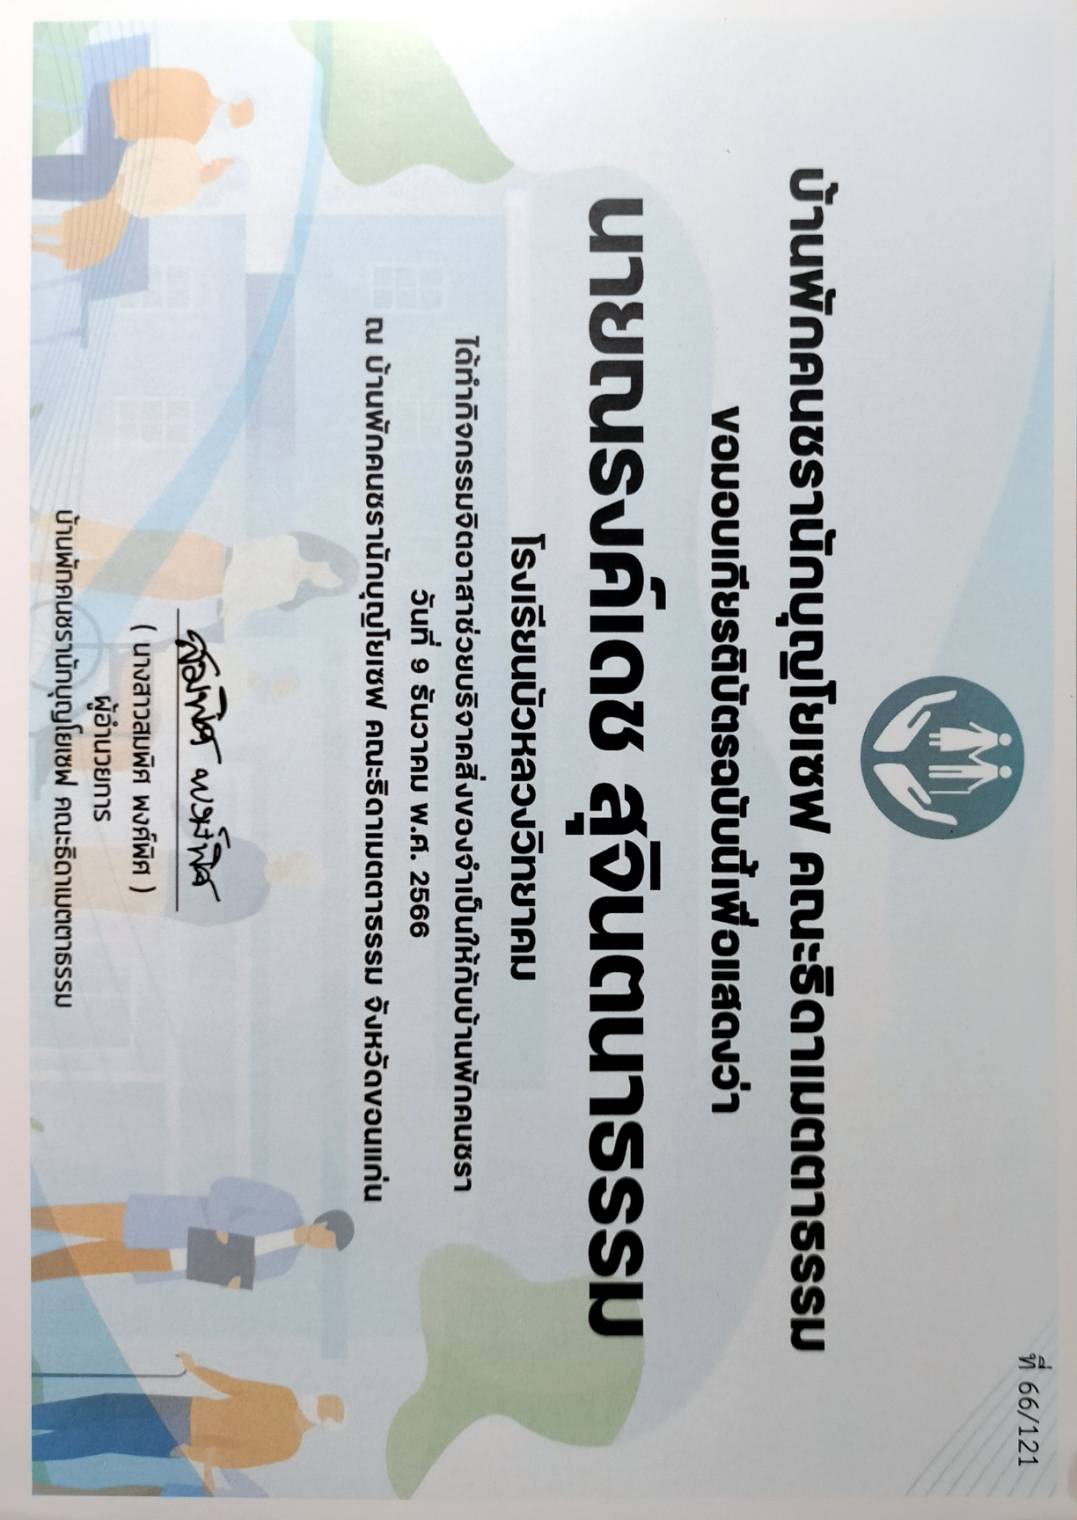 ที่ 66/121
บ้านพักคนชรานักบุญโยเซฟ คณะธิดาเมตตาธรรม
ขอมอบเกียรติบัตรฉบับนี้เพื่อแสดงว่า
นายณรงค์เดช สุจินตนาธรรม
โรงเรียนบัวหลวงวิทยาคม
ได้ทำกิจกรรมจิตอาสาช่วยบริจาคสิ่งของจำเป็นให้กับบ้านพักคนชรา
วันที่ 9 ธันวาคม พ.ศ. 2566
ณ บ้านพักคนชรานักบุญโยเซฟ คณะธิดาเมตตาธรรม จังหวัดขอนแก่น
สมพิศ พงศ์พิศ
( นางสาวสมพิศ พงศ์พิศ )
ผู้อำนวยการ
บ้านพักคนชรานักบุญโยเซฟ คณะธิดาเมตตาธรรม